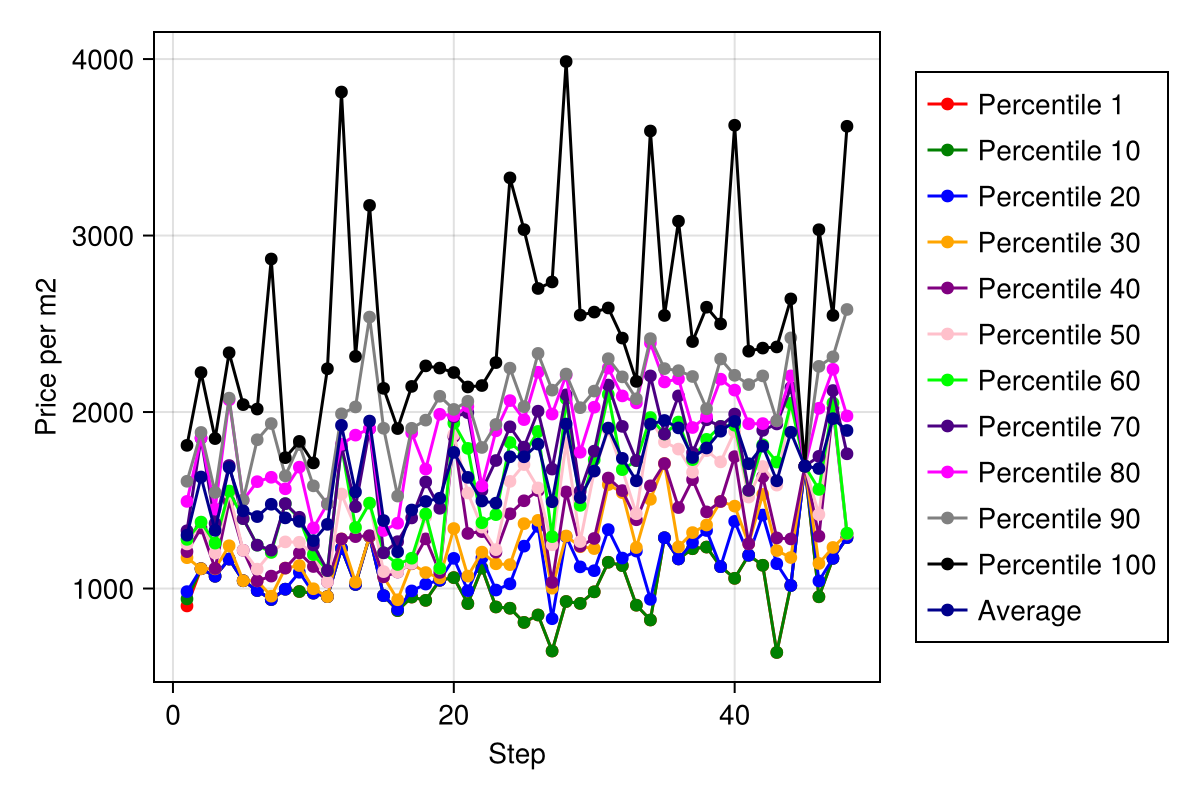 4000
3000
2000
1000
Price per m2
0
20
40
Step
Percentile 1
Percentile 10
Percentile 20
Percentile 30
Percentile 40
Percentile 50
Percentile 60
Percentile 70
Percentile 80
Percentile 90
Percentile 100
Average